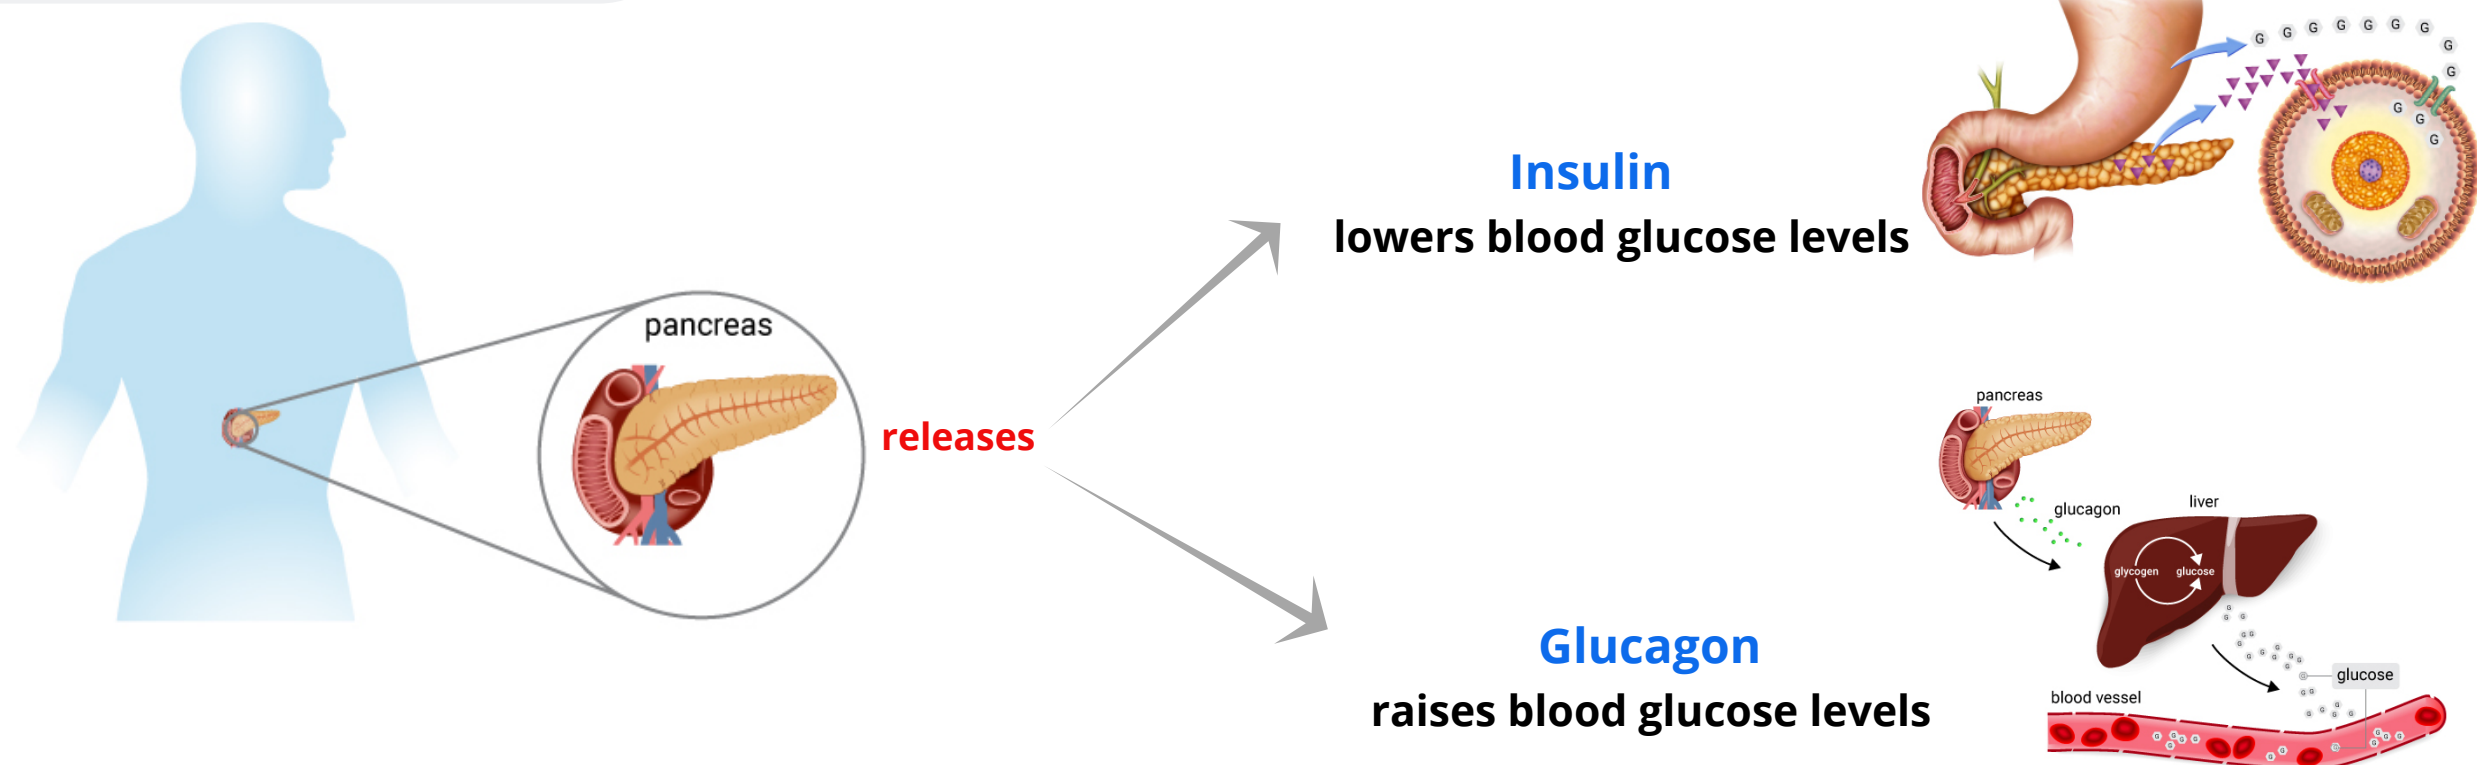 pancreas
releases
Insulin
lowers blood glucose levels
G G G G G G G
G
G
G
G
G
Glucagon
raises blood glucose levels
pancreas
glucagon
liver
glycogen glucose
glucose
blood vessel